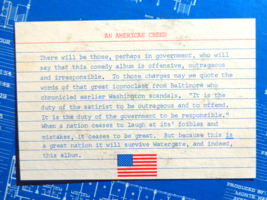 AN AMERICAN CREED
There will be those, perhaps in government, who will
say that this comedy album is offensive, outrageous
and irresponsible. To those charges may we quote the
words of that great iconoclast from Baltimore who
chronicled earlier Washington scandals, "It is the
duty of the satirist to be outrageous and to offend.
It is the duty of the government to be responsible."
When a nation ceases to laugh at its' foibles and
mistakes, it ceases to be great. But because this is
a great nation it will survive Watergate, and indeed,
this album.
PRODUCED BY